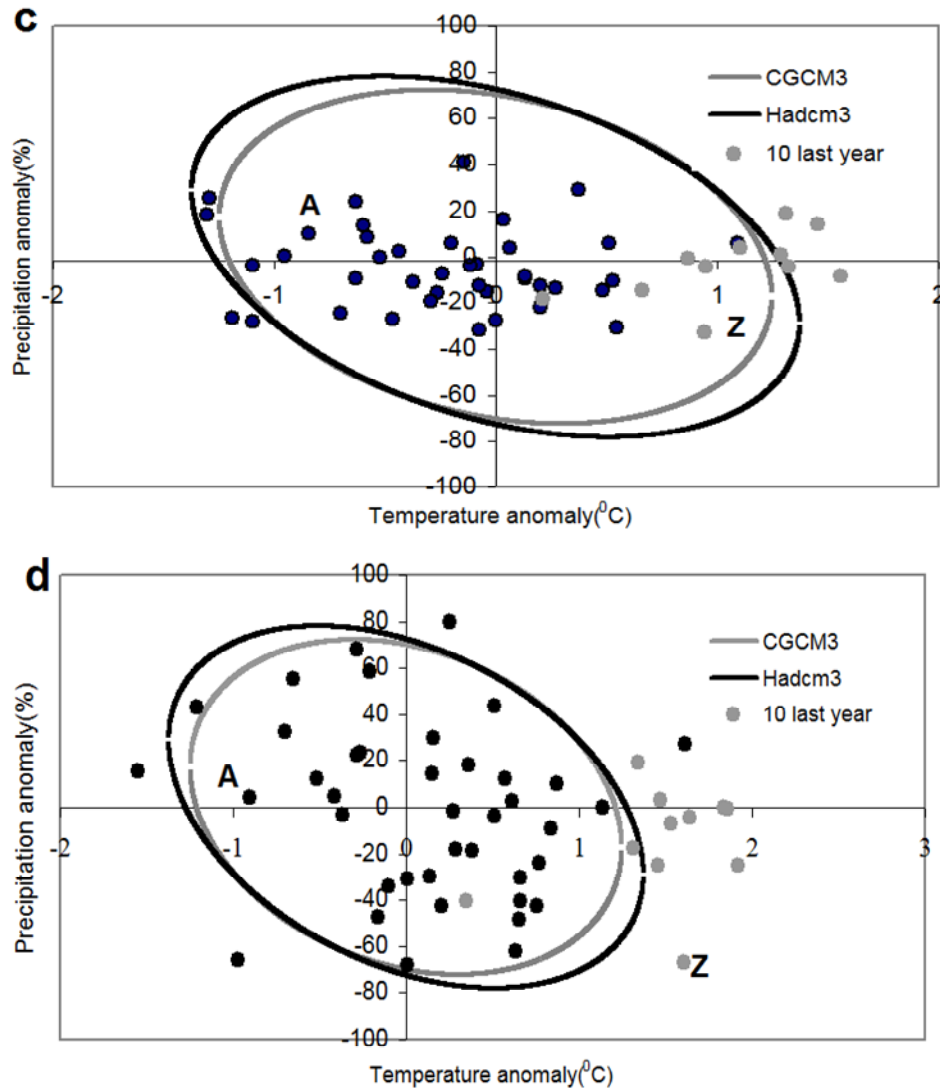 c
100
80
60
40
20
0
-20
-40
-60
-80
-100
-2
-1
0
1
2
Precipitation anomaly(%)
Temperature anomaly(⁰C)
CGCM3
Hadcm3
10 last year
A
Z
d
100
80
60
40
20
0
-20
-40
-60
-80
-100
-2
-1
0
1
2
3
Precipitation anomaly(%)
Temperature anomaly(⁰C)
CGCM3
Hadcm3
10 last year
A
Z